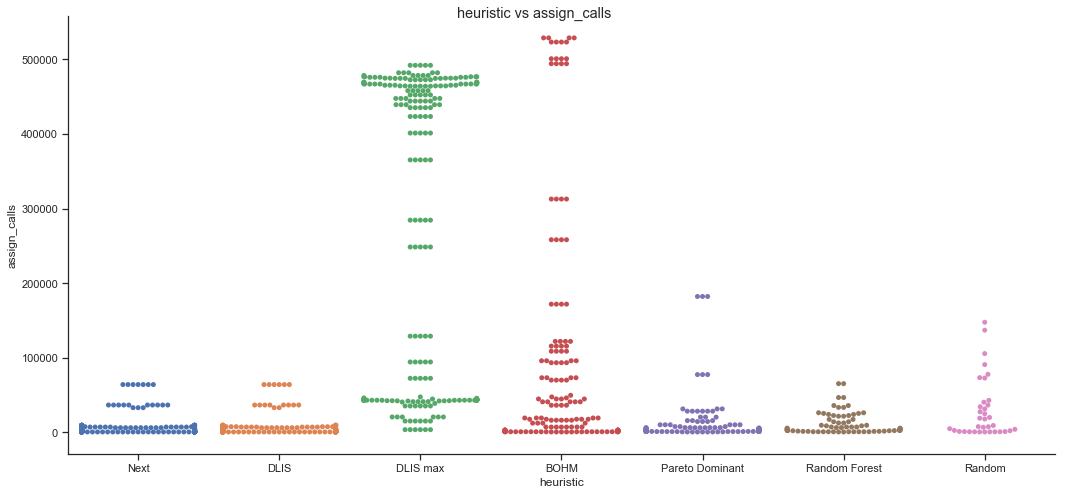 heuristic vs assign_calls
500000
400000
300000
200000
100000
0
assign_calls
Next DLIS DLIS max BOHM Pareto Dominant Random Forest Random
heuristic